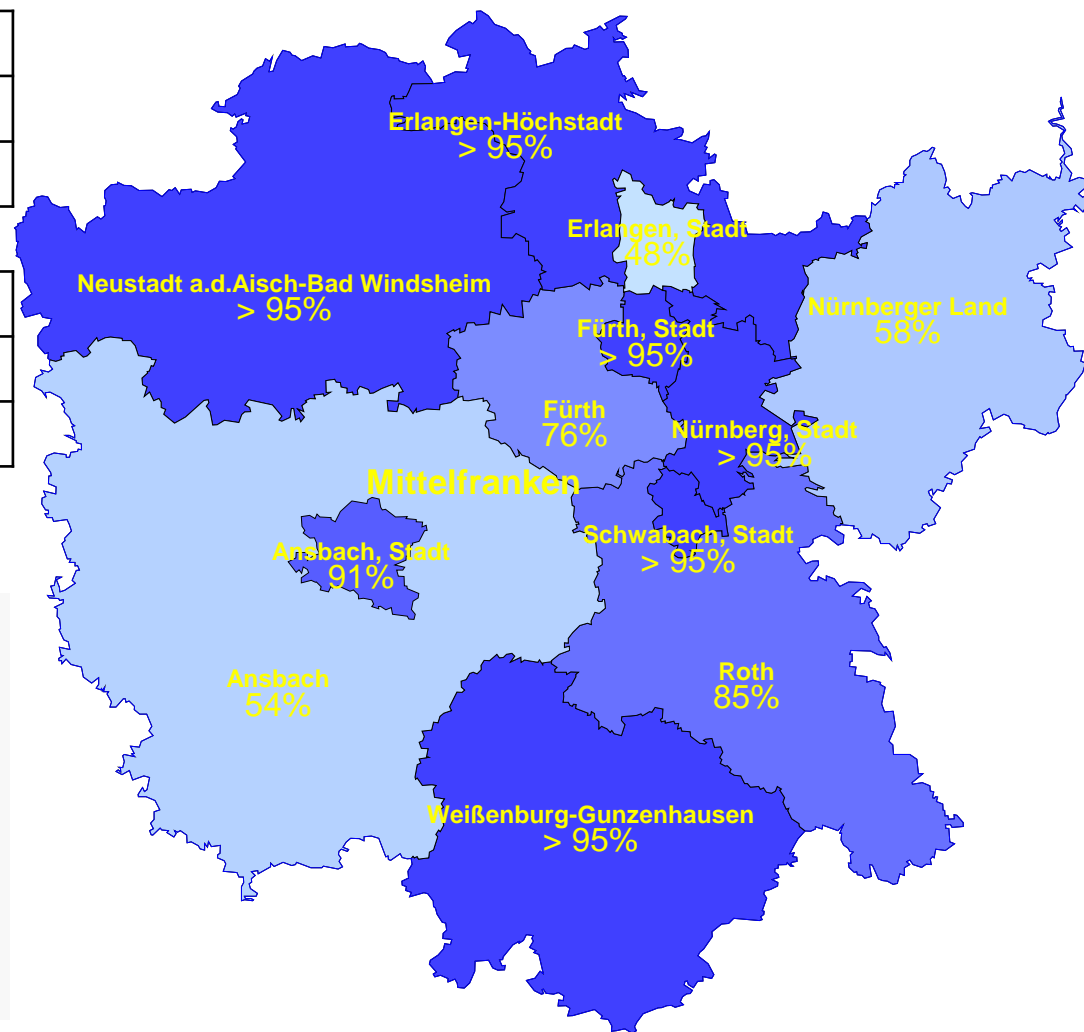 Erlangen-Höchstadt
> 95%
Erlangen, Stadt
48%
Neustadt a.d.Aisch-Bad Windsheim
> 95%
Nürnberger Land
58%
Fürth, Stadt
> 95%
Fürth
76%
Nürnberg, Stadt
> 95%
Mittelfranken
Schwabach, Stadt
> 95%
Ansbach, Stadt
91%
Ansbach
54%
Roth
85%
Weißenburg-Gunzenhausen
> 95%